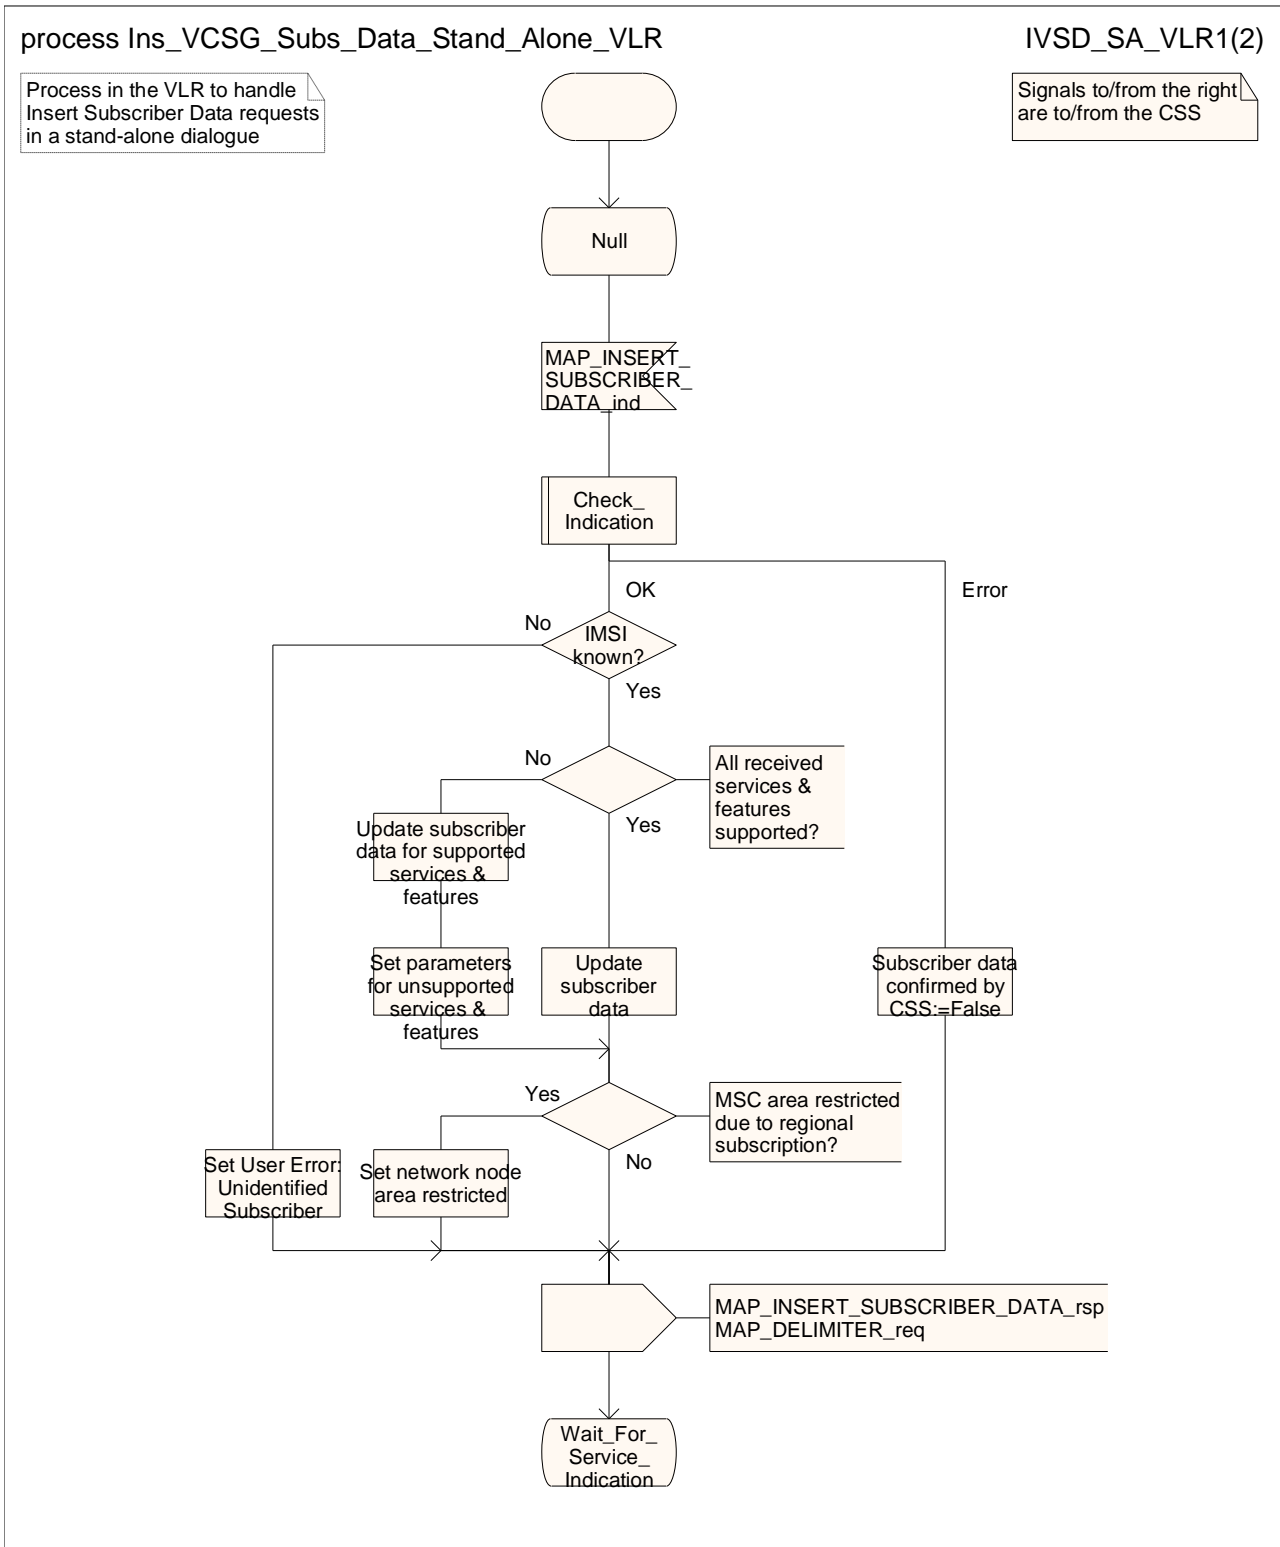 process Ins_VCSG_Subs_Data_Stand_Alone_VLR
IVSD_SA_VLR1(2)
Process in the VLR to handle
Insert Subscriber Data requests
in a stand-alone dialogue
Signals to/from the right
are to/from the CSS
Null
MAP_INSERT_
SUBSCRIBER_
DATA_ind
Check_
Indication
OK
Error
No
IMSI
known?
Yes
No
All received
services &
features
supported?
Yes
Update subscriber
data for supported
services &
features
Set parameters
for unsupported
services &
features
Update
subscriber
data
Subscriber data
confirmed by
CSS:=False
Yes
MSC area restricted
due to regional
subscription?
No
Set User Error:
Unidentified
Subscriber
Set network node
area restricted
MAP_INSERT_SUBSCRIBER_DATA_rsp
MAP_DELIMITER_req
Wait_For_
Service_
Indication